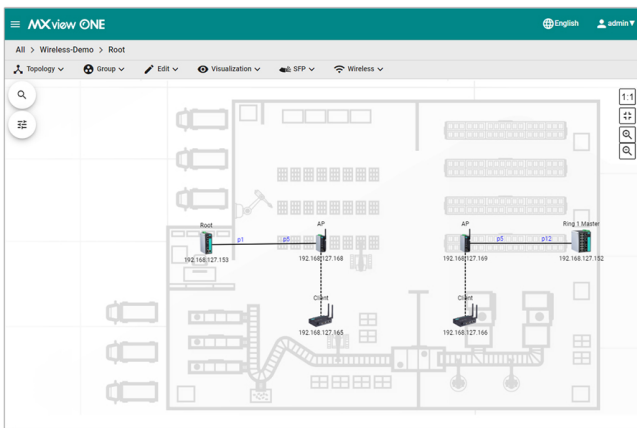 MXview ONE
English
admin
All > Wireless-Demo > Root
Topology
Group
Edit
Visualization
SFP
Wireless
1:1
Root
AP
AP
Ring 1 Master
p1
p5
p5
p12
192.168.127.153
192.168.127.168
192.168.127.169
192.168.127.152
Client
Client
192.168.127.165
192.168.127.166